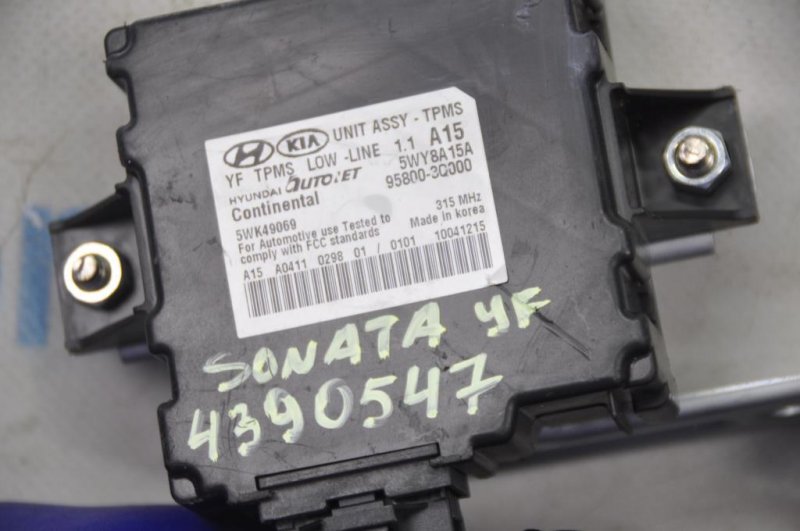 HYUNDAI KIA UNIT ASSY - TPMS
YF TPMS LOW -LINE 1.1 A15
HYUNDAI AUTONET 5WY8A15A
Continental 95800-3Q000
5WK49069 315 MHz
For Automotive use Tested to Made in korea
comply with FCC standards
A15 A0411 0298 01 / 0101 10041215
SONATA YF
4390547